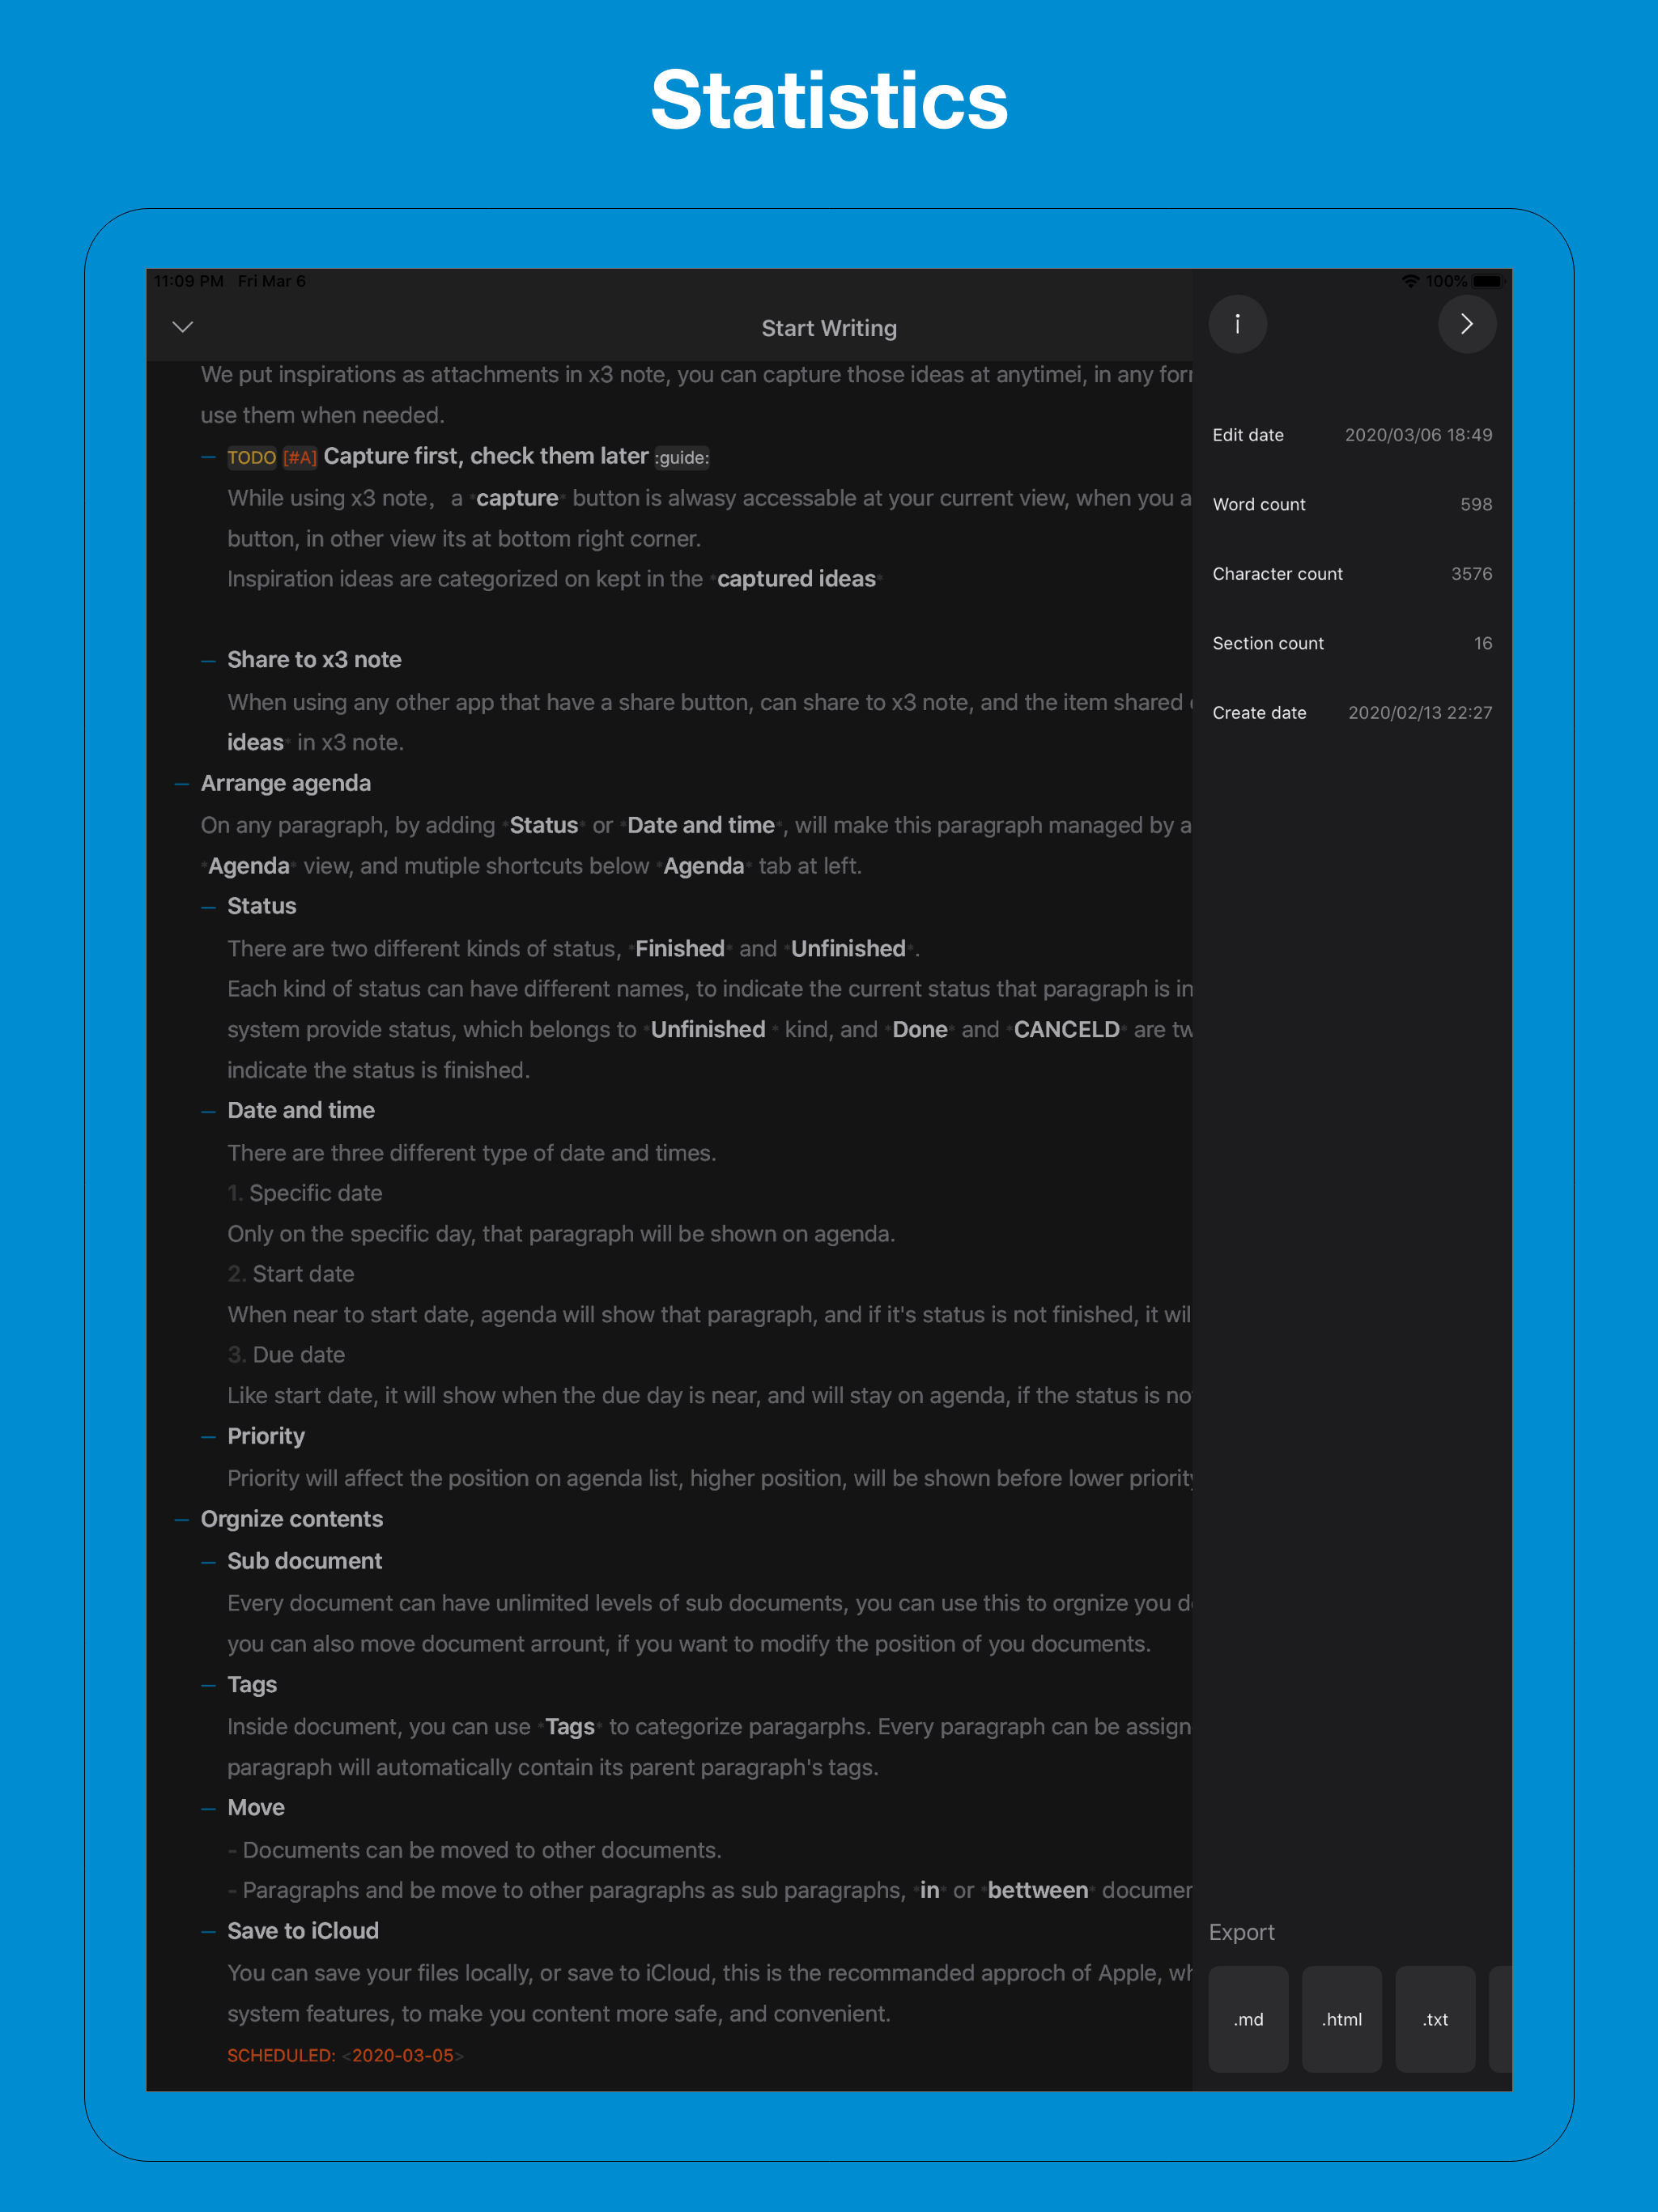 Statistics
11:09 PM Fri Mar 6
100%
Start Writing
i
We put inspirations as attachments in x3 note, you can capture those ideas at anytimei, in any
use them when needed.
TODO [#A] Capture first, check them later :guide:
While using x3 note, a *capture* button is alwasy accessable at your current view, when you
button, in other view its at bottom right corner.
Inspiration ideas are categorized on kept in the *captured ideas*
Share to x3 note
When using any other app that have a share button, can share to x3 note, and the item shared
ideas* in x3 note.
Arrange agenda
On any paragraph, by adding *Status* or *Date and time*, will make this paragraph managed by
*Agenda* view, and mutiple shortcuts below *Agenda* tab at left.
Status
There are two different kinds of status, *Finished* and *Unfinished*.
Each kind of status can have different names, to indicate the current status that paragraph is in
system provide status, which belongs to *Unfinished * kind, and *Done* and *CANCELD* are
indicate the status is finished.
Date and time
There are three different type of date and times.
1. Specific date
Only on the specific day, that paragraph will be shown on agenda.
2. Start date
When near to start date, agenda will show that paragraph, and if it's status is not finished, it
3. Due date
Like start date, it will show when the due day is near, and will stay on agenda, if the status is
Priority
Priority will affect the position on agenda list, higher position, will be shown before lower priority
Orgnize contents
Sub document
Every document can have unlimited levels of sub documents, you can use this to orgnize you
you can also move document arrount, if you want to modify the position of you documents.
Tags
Inside document, you can use *Tags* to categorize paragarphs. Every paragraph can be assign
paragraph will automatically contain its parent paragraph's tags.
Move
- Documents can be moved to other documents.
- Paragraphs and be move to other paragraphs as sub paragraphs, *in* or *bettween*
Save to iCloud
You can save your files locally, or save to iCloud, this is the recommanded approch of Apple,
system features, to make you content more safe, and convenient.
SCHEDULED: <2020-03-05>
Edit date 2020/03/06 18:49
Word count 598
Character count 3576
Section count 16
Create date 2020/02/13 22:27
Export
.md .html .txt